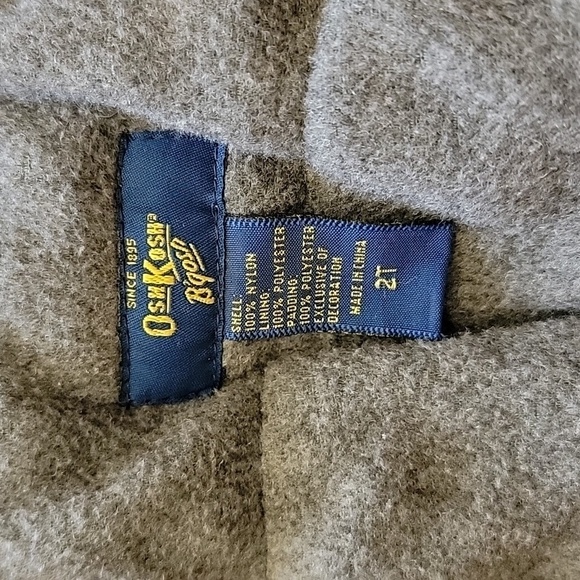 SINCE 1895
OSHKOSH®
B'gosh
SHELL
100% NYLON
LINING
100% POLYESTER
PADDING
100% POLYESTER
EXCLUSIVE OF
DECORATION
MADE IN CHINA
2T